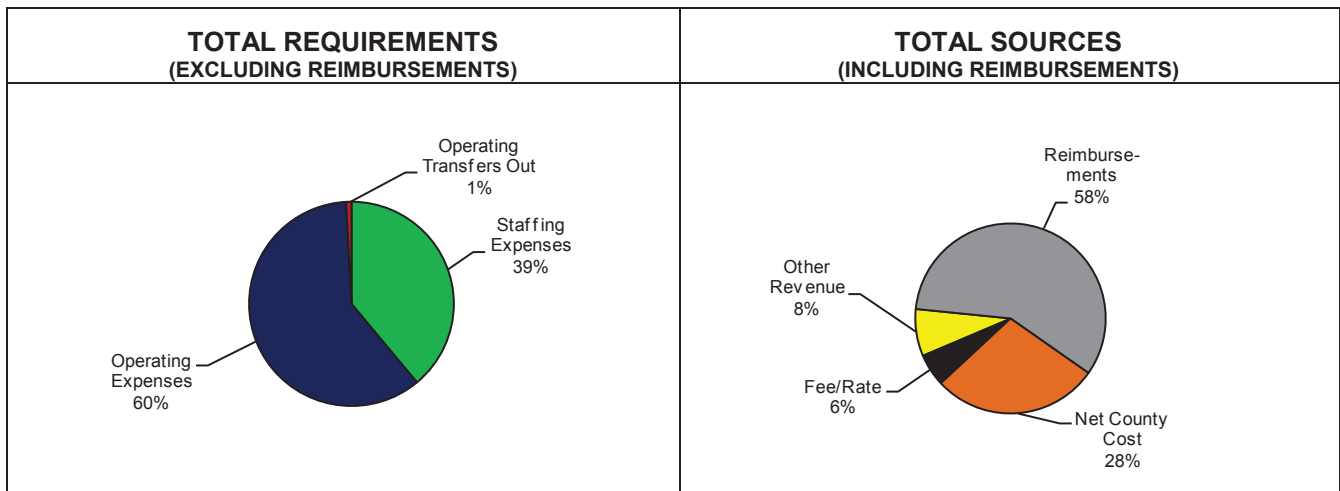 TOTAL REQUIREMENTS
(EXCLUDING REIMBURSEMENTS)
Operating
Transfers Out
1%
Staffing
Expenses
39%
Operating
Expenses
60%
TOTAL SOURCES
(INCLUDING REIMBURSEMENTS)
Reimburse-
ments
58%
Other
Revenue
8%
Fee/Rate
6%
Net County
Cost
28%